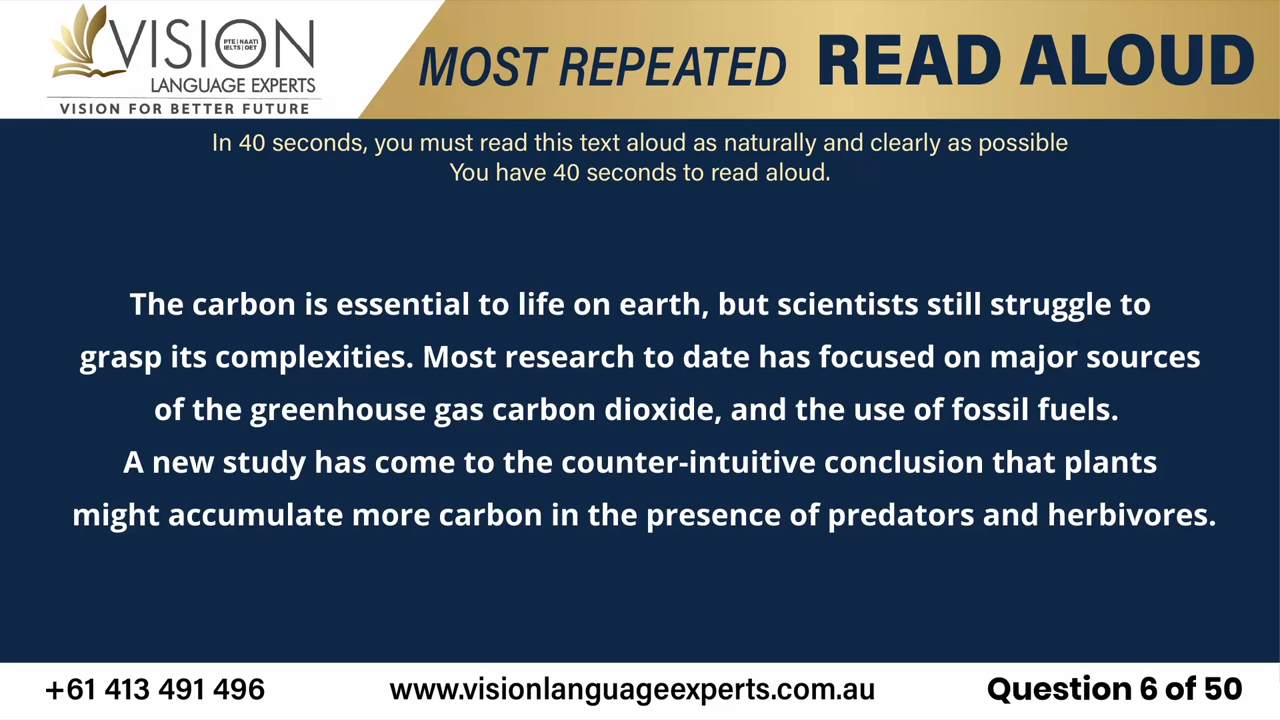 VISION
PTE | NAATI
IELTS | OET
LANGUAGE EXPERTS
VISION FOR BETTER FUTURE
MOST REPEATED READ ALOUD
In 40 seconds, you must read this text aloud as naturally and clearly as possible
You have 40 seconds to read aloud.
The carbon is essential to life on earth, but scientists still struggle to
grasp its complexities. Most research to date has focused on major sources
of the greenhouse gas carbon dioxide, and the use of fossil fuels.
A new study has come to the counter-intuitive conclusion that plants
might accumulate more carbon in the presence of predators and herbivores.
+61 413 491 496
www.visionlanguageexperts.com.au
Question 6 of 50